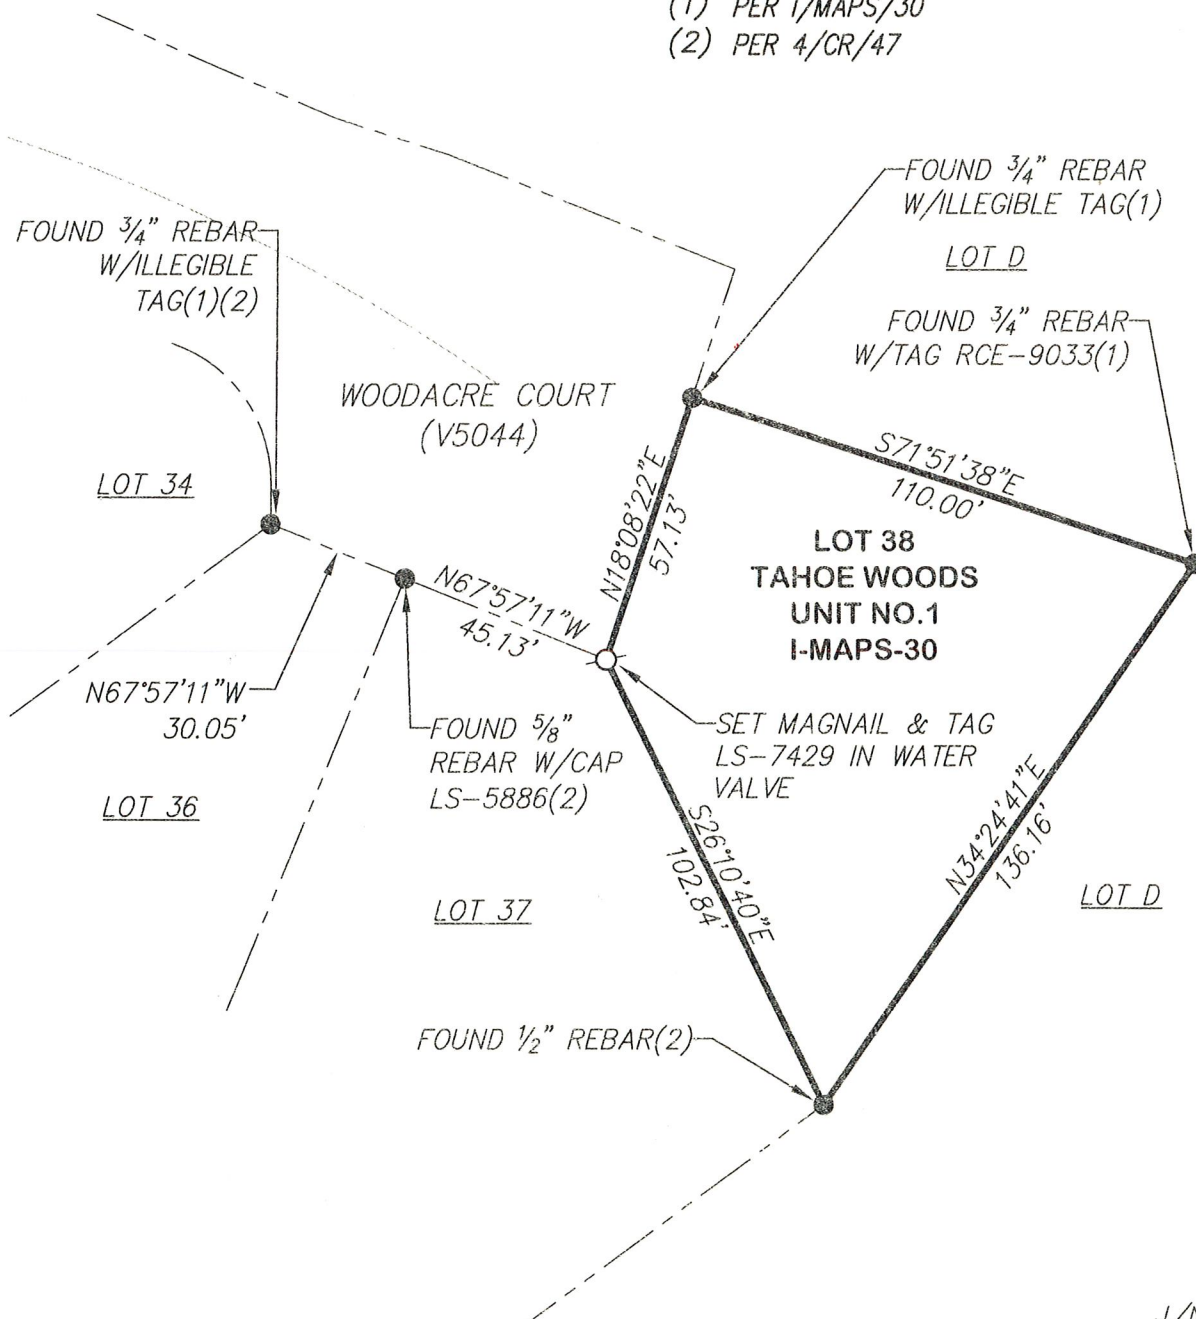 (1) PER I/MAPS/30
(2) PER 4/CR/47
FOUND 3/4" REBAR
W/ILLEGIBLE TAG(1)
LOT D
FOUND 3/4" REBAR
W/ILLEGIBLE
TAG(1)(2)
FOUND 3/4" REBAR
W/TAG RCE-9033(1)
WOODACRE COURT
(V5044)
LOT 34
S71°51'38"E
110.00'
N18°08'22"E
57.13'
LOT 38
TAHOE WOODS
UNIT NO.1
I-MAPS-30
N67°57'11"W
45.13'
N67°57'11"W
30.05'
FOUND 5/8"
REBAR W/CAP
LS-5886(2)
SET MAGNAIL & TAG
LS-7429 IN WATER
VALVE
LOT 36
S26°10'40"E
102.84'
N34°24'41"E
136.16'
LOT 37
LOT D
FOUND 1/2" REBAR(2)